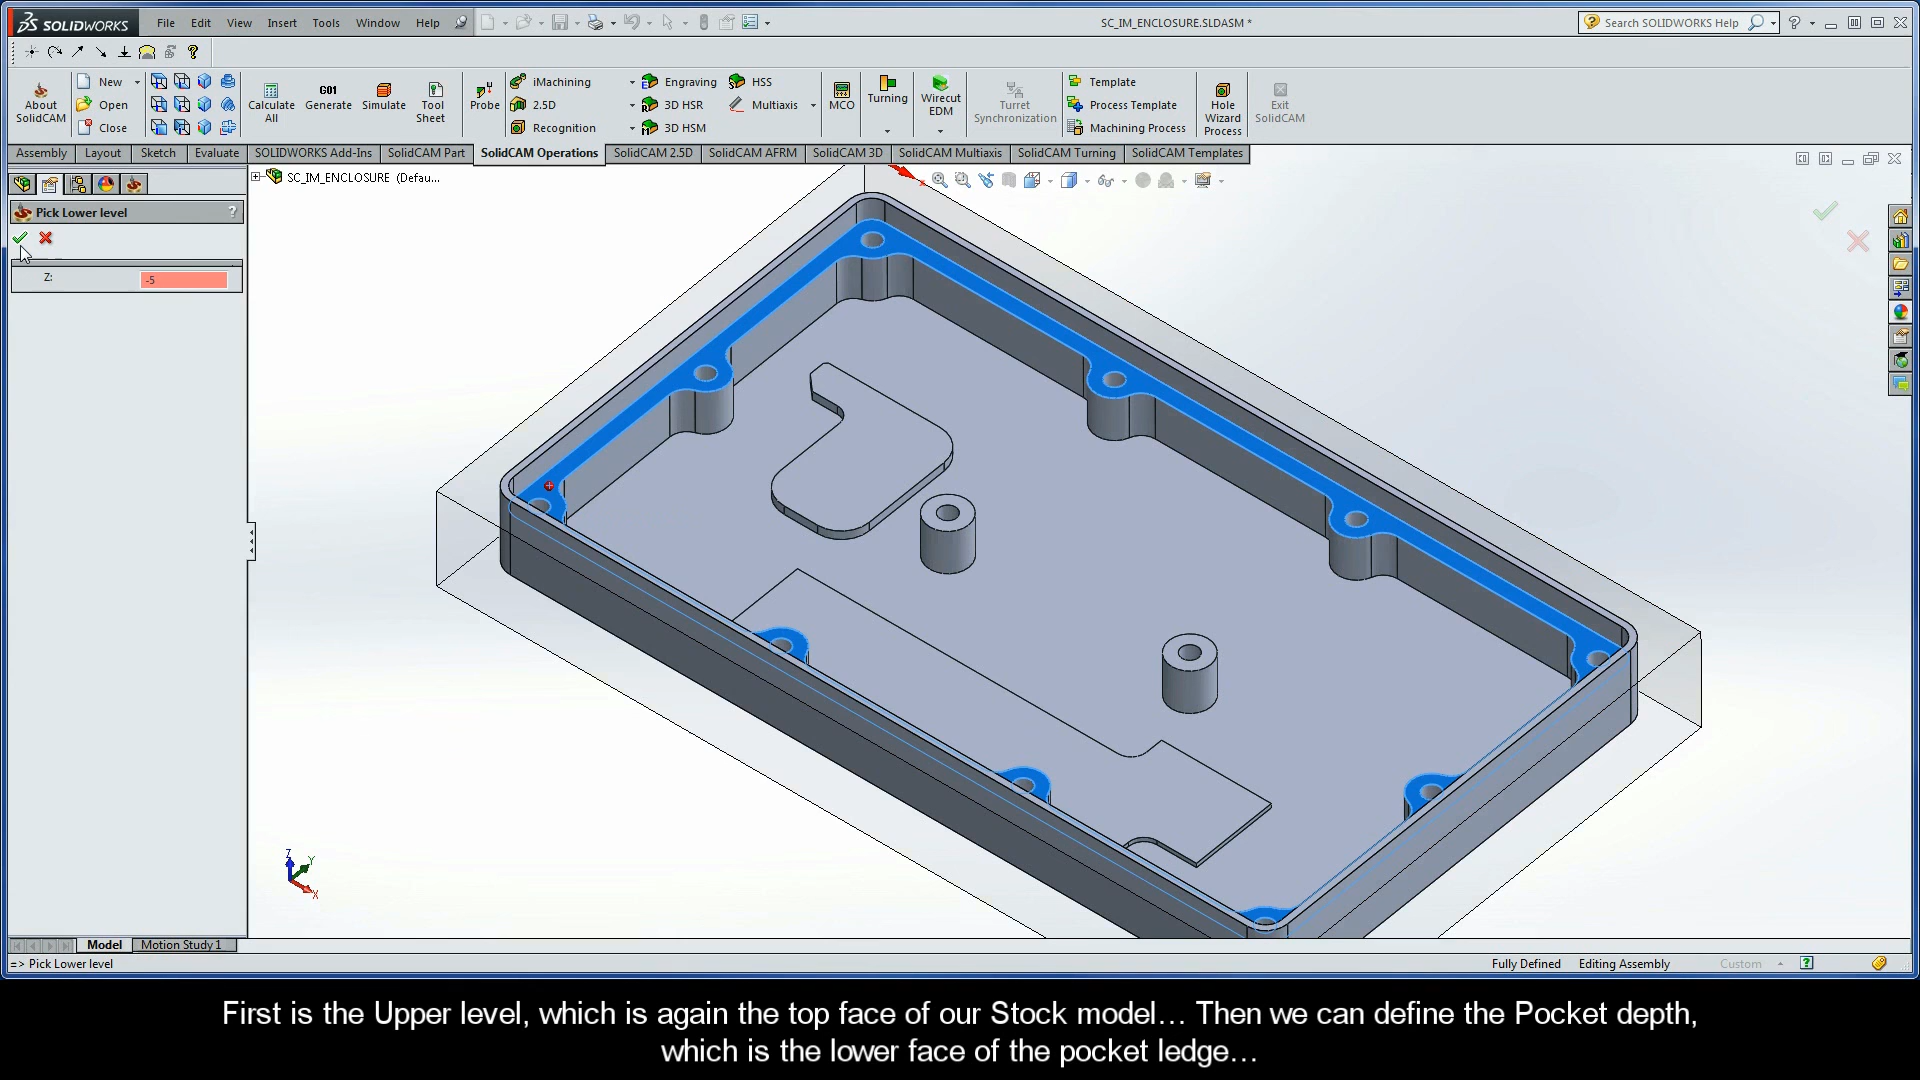 SOLIDWORKS File Edit View Insert Tools Window Help SC_IM_ENCLOSURE.SLDASM * Search SOLIDWORKS Help
About SolidCAM
New
Open
Close
Calculate All
G01
Generate
Simulate
Tool Sheet
Probe
iMachining
2.5D
Recognition
Engraving
3D HSR
3D HSM
HSS
Multiaxis
MCO
Turning
Wirecut EDM
Turret Synchronization
Template
Process Template
Machining Process
Hole Wizard Process
Exit SolidCAM
Assembly Layout Sketch Evaluate SOLIDWORKS Add-Ins SolidCAM Part SolidCAM Operations SolidCAM 2.5D SolidCAM AFRM SolidCAM 3D SolidCAM Multiaxis SolidCAM Turning SolidCAM Templates
SC_IM_ENCLOSURE (Defau...
Pick Lower level ?
Z: -5
Z
Y
X
Model Motion Study 1
=> Pick Lower level Fully Defined Editing Assembly Custom
First is the Upper level, which is again the top face of our Stock model... Then we can define the Pocket depth,
which is the lower face of the pocket ledge...